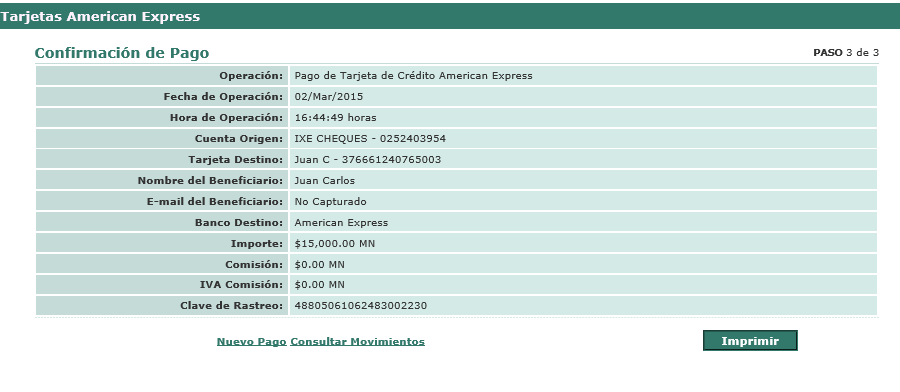 Tarjetas American Express
Confirmación de Pago PASO 3 de 3
Operación: Pago de Tarjeta de Crédito American Express
Fecha de Operación: 02/Mar/2015
Hora de Operación: 16:44:49 horas
Cuenta Origen: IXE CHEQUES - 0252403954
Tarjeta Destino: Juan C - 376661240765003
Nombre del Beneficiario: Juan Carlos
E-mail del Beneficiario: No Capturado
Banco Destino: American Express
Importe: $15,000.00 MN
Comisión: $0.00 MN
IVA Comisión: $0.00 MN
Clave de Rastreo: 48805061062483002230
Nuevo Pago Consultar Movimientos Imprimir